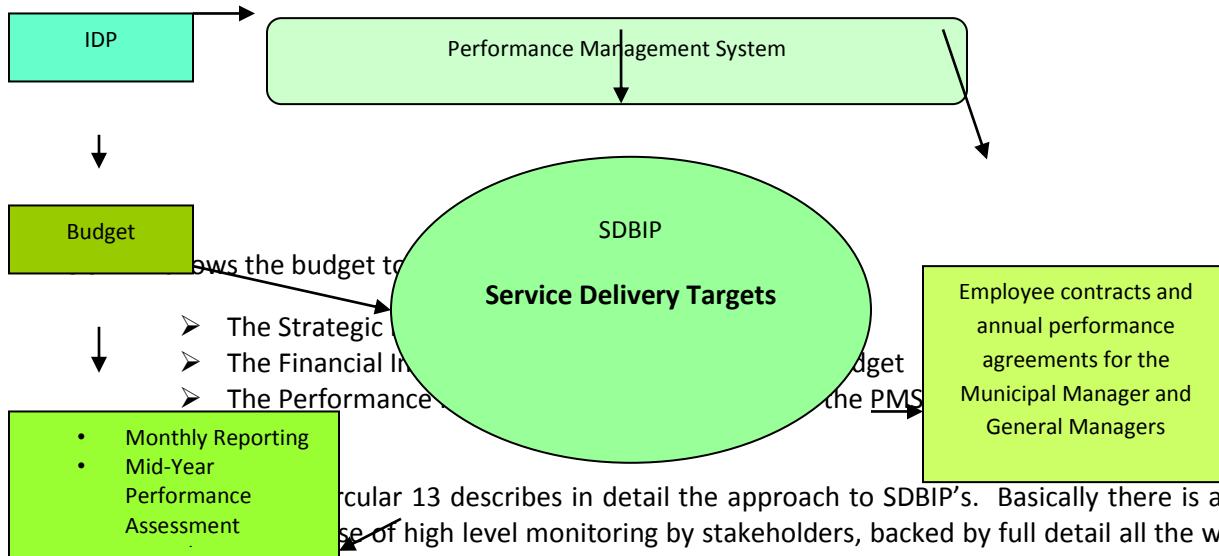 IDP
Performance Management System
Budget
SDBIP
Service Delivery Targets
ows the budget to
➢ The Strategic
➢ The Financial In dget
➢ The Performance the PMS
Employee contracts and
annual performance
agreements for the
Municipal Manager and
General Managers
• Monthly Reporting
• Mid-Year
Performance
Assessment
rcular 13 describes in detail the approach to SDBIP's. Basically there is a
se of high level monitoring by stakeholders, backed by full detail all the w